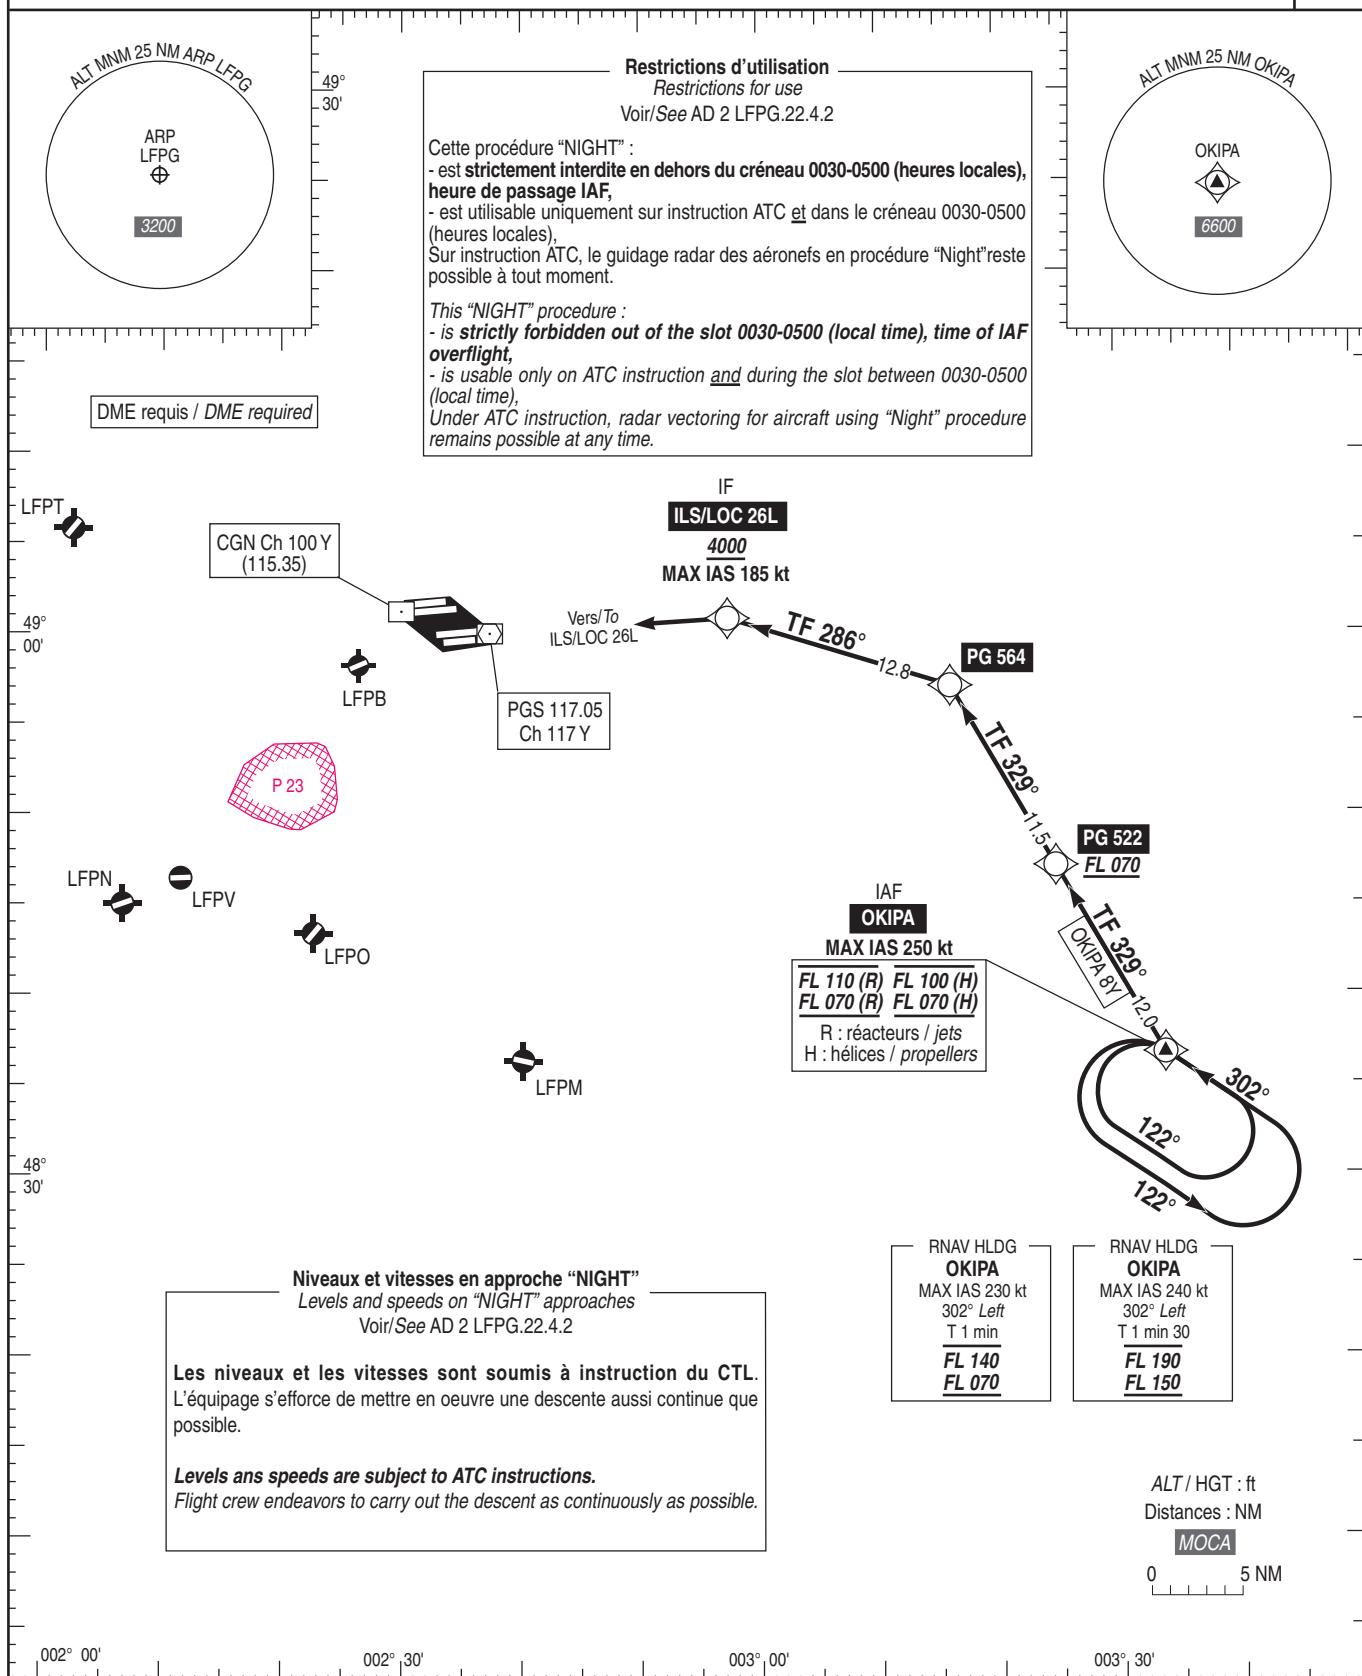 ALT MNM 25 NM ARP LFPG
ARP
LFPG
3200
49°
30'
Restrictions d'utilisation
Restrictions for use
Voir/See AD 2 LFPG.22.4.2
Cette procédure “NIGHT” :
- est strictement interdite en dehors du créneau 0030-0500 (heures locales),
heure de passage IAF,
- est utilisable uniquement sur instruction ATC et dans le créneau 0030-0500
(heures locales),
Sur instruction ATC, le guidage radar des aéronefs en procédure “Night”reste
possible à tout moment.
This “NIGHT” procedure :
- is strictly forbidden out of the slot 0030-0500 (local time), time of IAF
overflight,
- is usable only on ATC instruction and during the slot between 0030-0500
(local time),
Under ATC instruction, radar vectoring for aircraft using “Night” procedure
remains possible at any time.
ALT MNM 25 NM OKIPA
OKIPA
6600
DME requis / DME required
LFPT
CGN Ch 100 Y
(115.35)
IF
ILS/LOC 26L
4000
MAX IAS 185 kt
Vers/To
ILS/LOC 26L
TF 286°
12.8
PG 564
49°
00'
LFPB
PGS 117.05
Ch 117 Y
TF 329°
11.5
P 23
PG 522
FL 070
LFPN
LFPV
LFPO
IAF
OKIPA
MAX IAS 250 kt
FL 110 (R) FL 100 (H)
FL 070 (R) FL 070 (H)
R : réacteurs / jets
H : hélices / propellers
TF 329°
OKIPA 8Y
12.0
LFPM
302°
122°
122°
48°
30'
RNAV HLDG
OKIPA
MAX IAS 230 kt
302° Left
T 1 min
FL 140
FL 070
RNAV HLDG
OKIPA
MAX IAS 240 kt
302° Left
T 1 min 30
FL 190
FL 150
Niveaux et vitesses en approche “NIGHT”
Levels and speeds on “NIGHT” approaches
Voir/See AD 2 LFPG.22.4.2
Les niveaux et les vitesses sont soumis à instruction du CTL.
L'équipage s'efforce de mettre en oeuvre une descente aussi continue que
possible.
Levels ans speeds are subject to ATC instructions.
Flight crew endeavors to carry out the descent as continuously as possible.
ALT / HGT : ft
Distances : NM
MOCA
0 5 NM
002° 00'
002° 30'
003° 00'
003° 30'